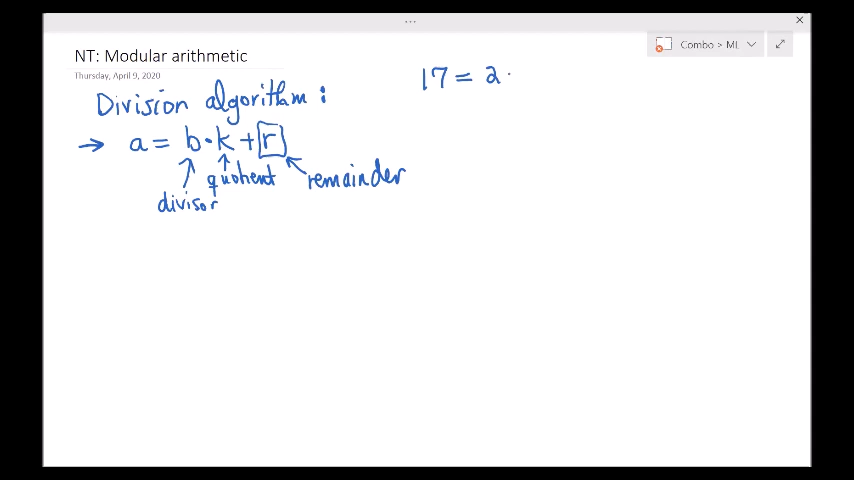 Combo > ML
NT: Modular arithmetic
Thursday, April 9, 2020
17 = 2 ·
Division algorithm:
→ a = b · k + r
quotient
remainder
divisor